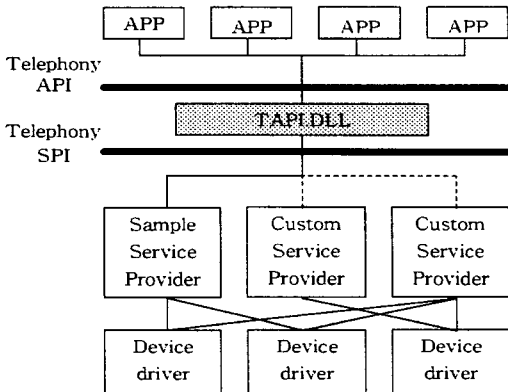 APP APP APP APP
Telephony
API
TAPI.DLL
Telephony
SPI
Sample
Service
Provider
Custom
Service
Provider
Custom
Service
Provider
Device
driver
Device
driver
Device
driver